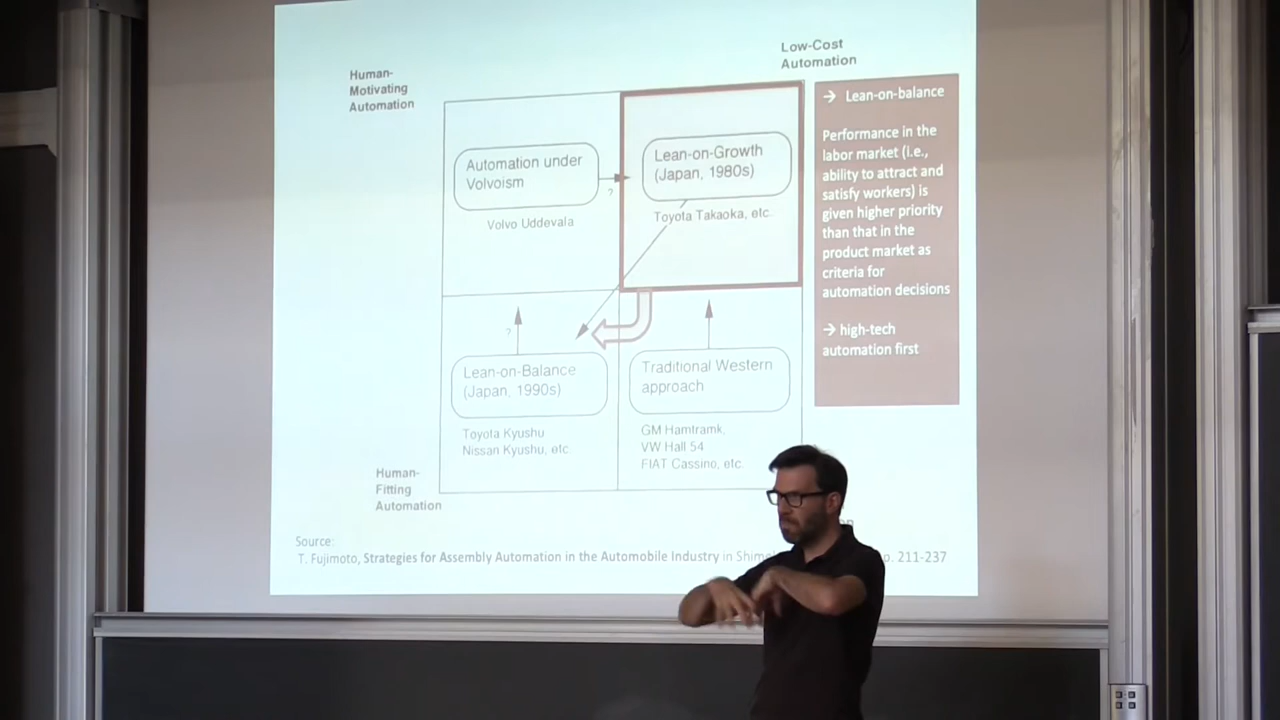 Low-Cost
Automation
Human-
Motivating
Automation
Automation under
Volvoism
Volvo Uddevala
?
Lean-on-Growth
(Japan, 1980s)
Toyota Takaoka, etc.
→ Lean-on-balance
Performance in the
labor market (i.e.,
ability to attract and
satisfy workers) is
given higher priority
than that in the
product market as
criteria for
automation decisions
→ high-tech
automation first
?
Lean-on-Balance
(Japan, 1990s)
Toyota Kyushu
Nissan Kyushu, etc.
Traditional Western
approach
GM Hamtramk,
VW Hall 54
FIAT Cassino, etc.
Human-
Fitting
Automation
Source:
T. Fujimoto, Strategies for Assembly Automation in the Automobile Industry in 211-237